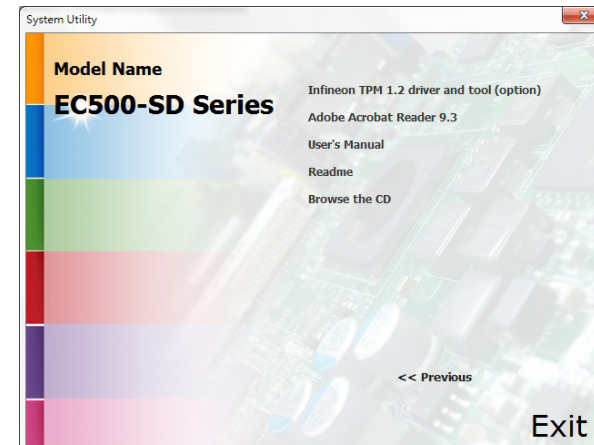 System Utility
Model Name
EC500-SD Series
Infineon TPM 1.2 driver and tool (option)
Adobe Acrobat Reader 9.3
User's Manual
Readme
Browse the CD
<< Previous
Exit